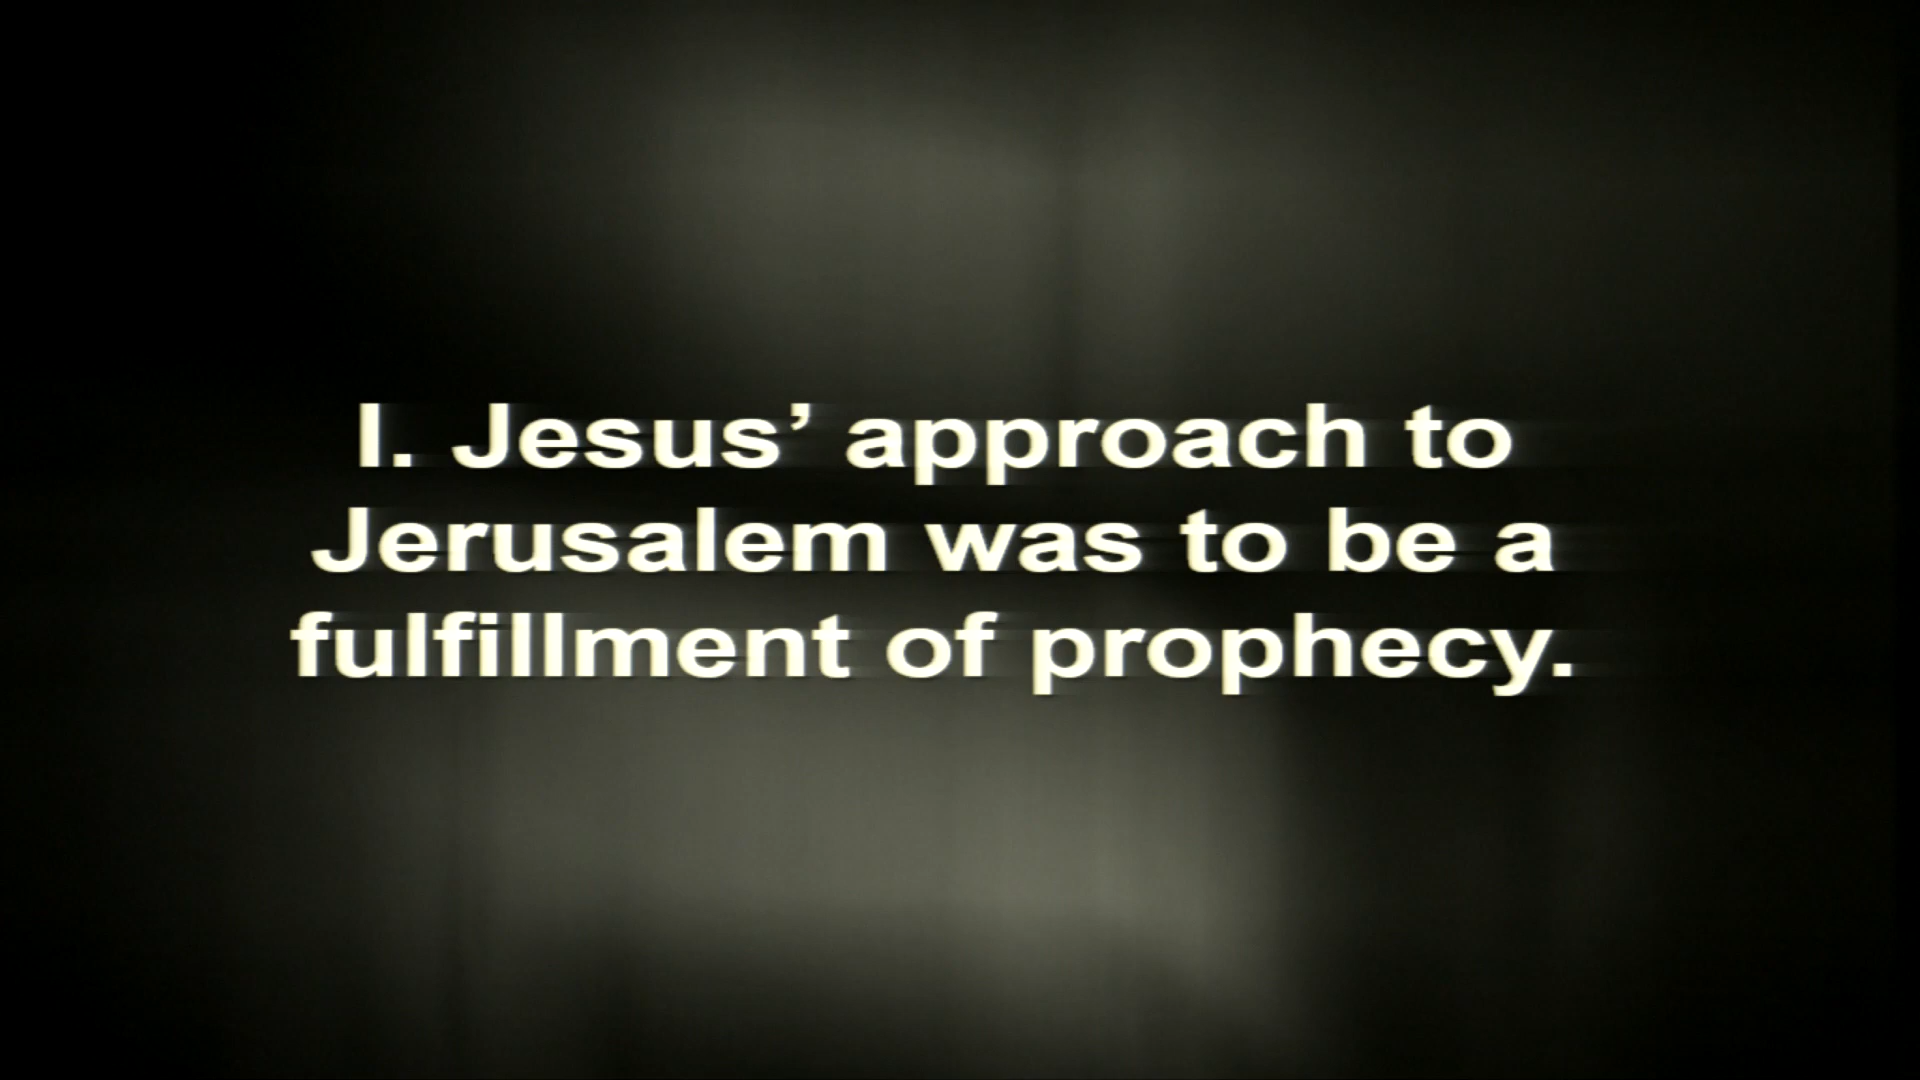 I. Jesus’ approach to
Jerusalem was to be a
fulfillment of prophecy.